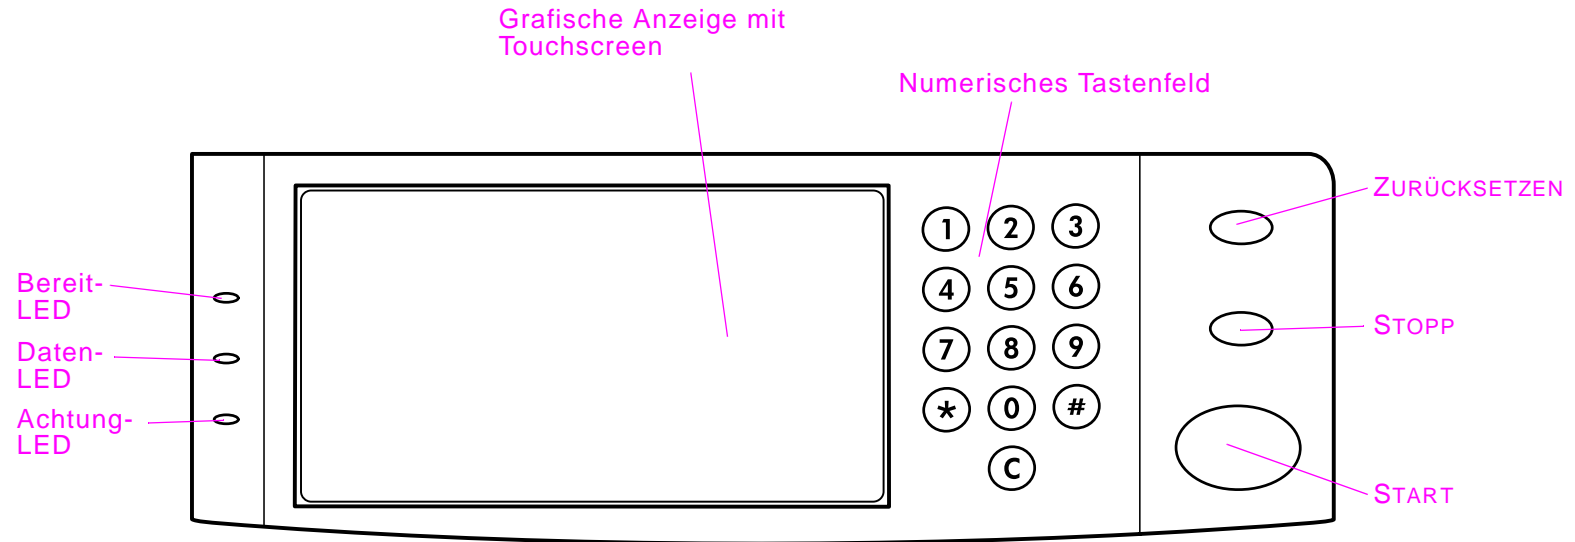 Grafische Anzeige mit
Touchscreen
Numerisches Tastenfeld
ZURÜCKSETZEN
1 2 3
Bereit-
LED
4 5 6
STOPP
Daten-
LED
7 8 9
Achtung-
LED
* 0 #
C
START